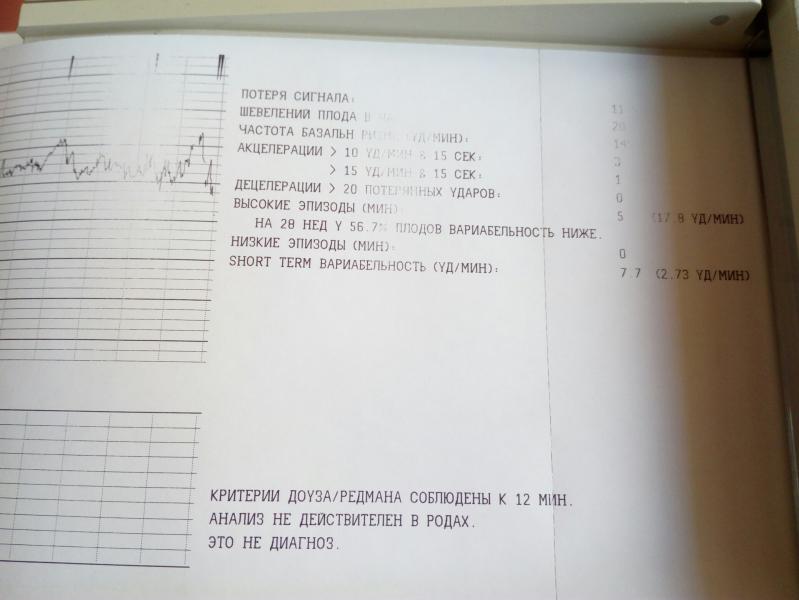 ПОТЕРЯ СИГНАЛА: 11
ШЕВЕЛЕНИЙ ПЛОДА В
ЧАСТОТА БАЗАЛЬН (УД/МИН):
АКЦЕЛЕРАЦИИ > 10 УД/МИН & 15 СЕК: 3
> 15 УД/МИН & 15 СЕК: 1
ДЕЦЕЛЕРАЦИИ > 20 ПОТЕРЯННЫХ УДАРОВ: 0
ВЫСОКИЕ ЭПИЗОДЫ (МИН): 5 (17.8 УД/МИН)
НА 28 НЕД У 56.7% ПЛОДОВ ВАРИАБЕЛЬНОСТЬ НИЖЕ.
НИЗКИЕ ЭПИЗОДЫ (МИН): 0
SHORT TERM ВАРИАБЕЛЬНОСТЬ (УД/МИН): 7.7 (2.73 УД/МИН)
КРИТЕРИИ ДОУЗА/РЕДМАНА СОБЛЮДЕНЫ К 12 МИН.
АНАЛИЗ НЕ ДЕЙСТВИТЕЛЕН В РОДАХ.
ЭТО НЕ ДИАГНОЗ.